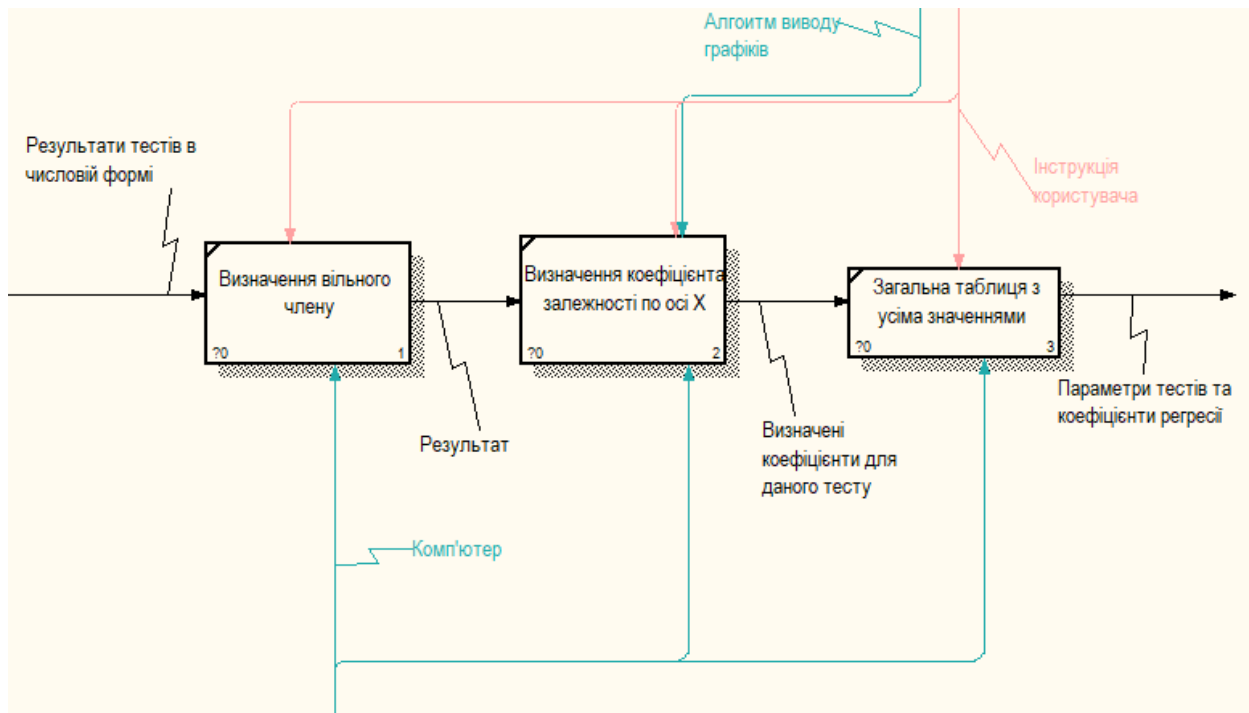 Алгоитм виводу
графіків
Результати тестів в
числовій формі
Інструкція
користувача
Визначення вільного
члену
?0
1
Визначення коефіцієнта
залежності по осі X
?0
2
Загальна таблиця з
усіма значеннями
?0
3
Результат
Визначені
коефіцієнти для
даного тесту
Параметри тестів та
коефіцієнти регресії
Комп'ютер